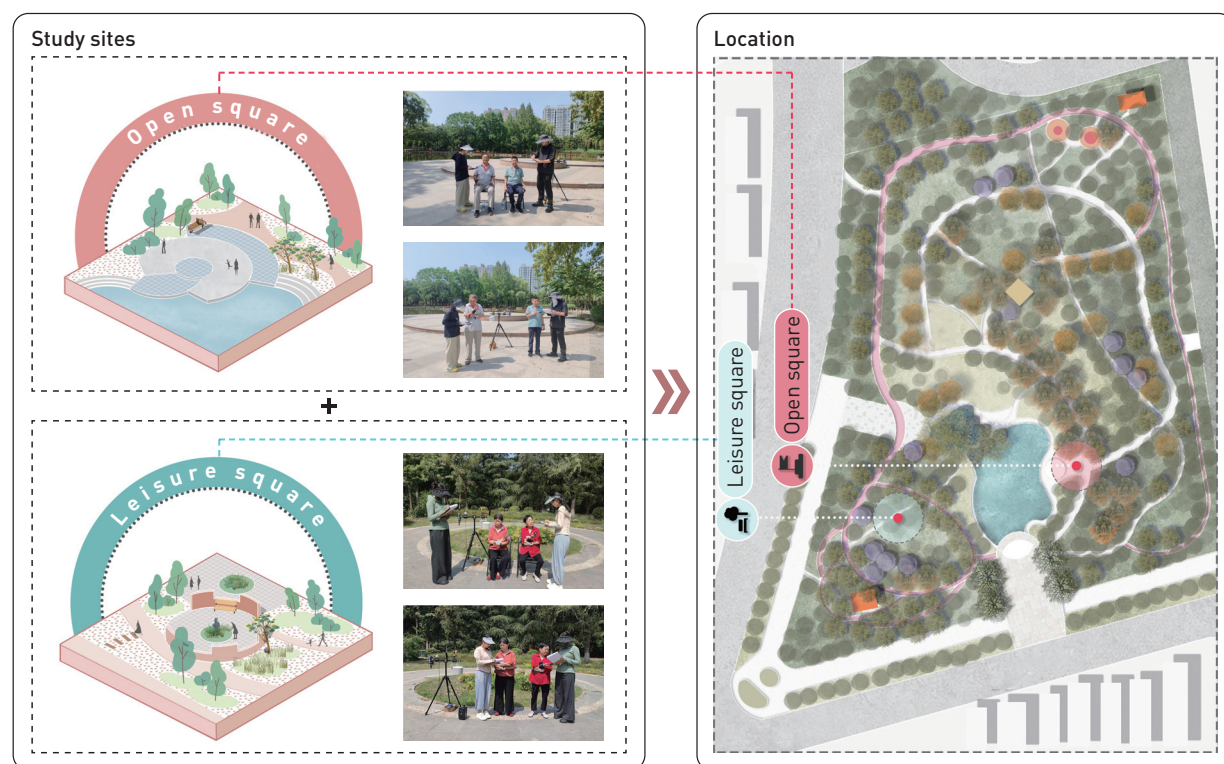 Study sites
Open square
+
Leisure square
Location
Leisure square
Open square